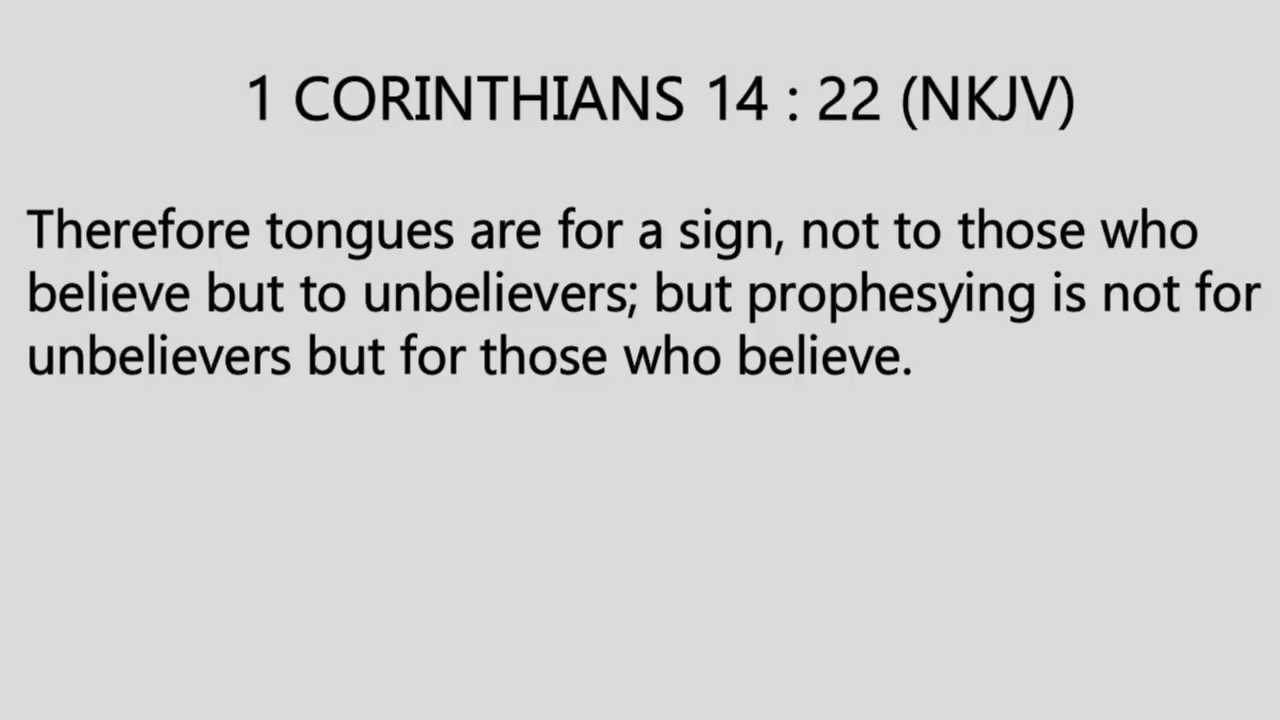 1 CORINTHIANS 14 : 22 (NKJV)
Therefore tongues are for a sign, not to those who
believe but to unbelievers; but prophesying is not for
unbelievers but for those who believe.